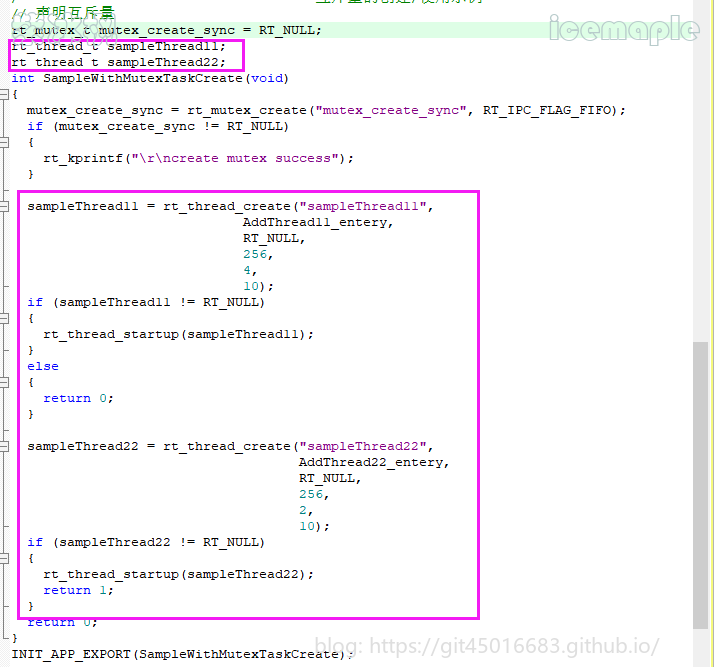 // 声明互斥量
icemaple
rt_mutex_t mutex_create_sync = RT_NULL;
rt_thread_t sampleThread11;
rt_thread_t sampleThread22;
int SampleWithMutexTaskCreate(void)
{
mutex_create_sync = rt_mutex_create("mutex_create_sync", RT_IPC_FLAG_FIFO);
if (mutex_create_sync != RT_NULL)
{
rt_kprintf("\r\ncreate mutex success");
}
sampleThread11 = rt_thread_create("sampleThread11",
AddThread11_entery,
RT_NULL,
256,
4,
10);
if (sampleThread11 != RT_NULL)
{
rt_thread_startup(sampleThread11);
}
else
{
return 0;
}
sampleThread22 = rt_thread_create("sampleThread22",
AddThread22_entery,
RT_NULL,
256,
2,
10);
if (sampleThread22 != RT_NULL)
{
rt_thread_startup(sampleThread22);
return 1;
}
return 0;
}
INIT_APP_EXPORT(SampleWithMutexTaskCreate);
blog: https://git45016683.github.io/